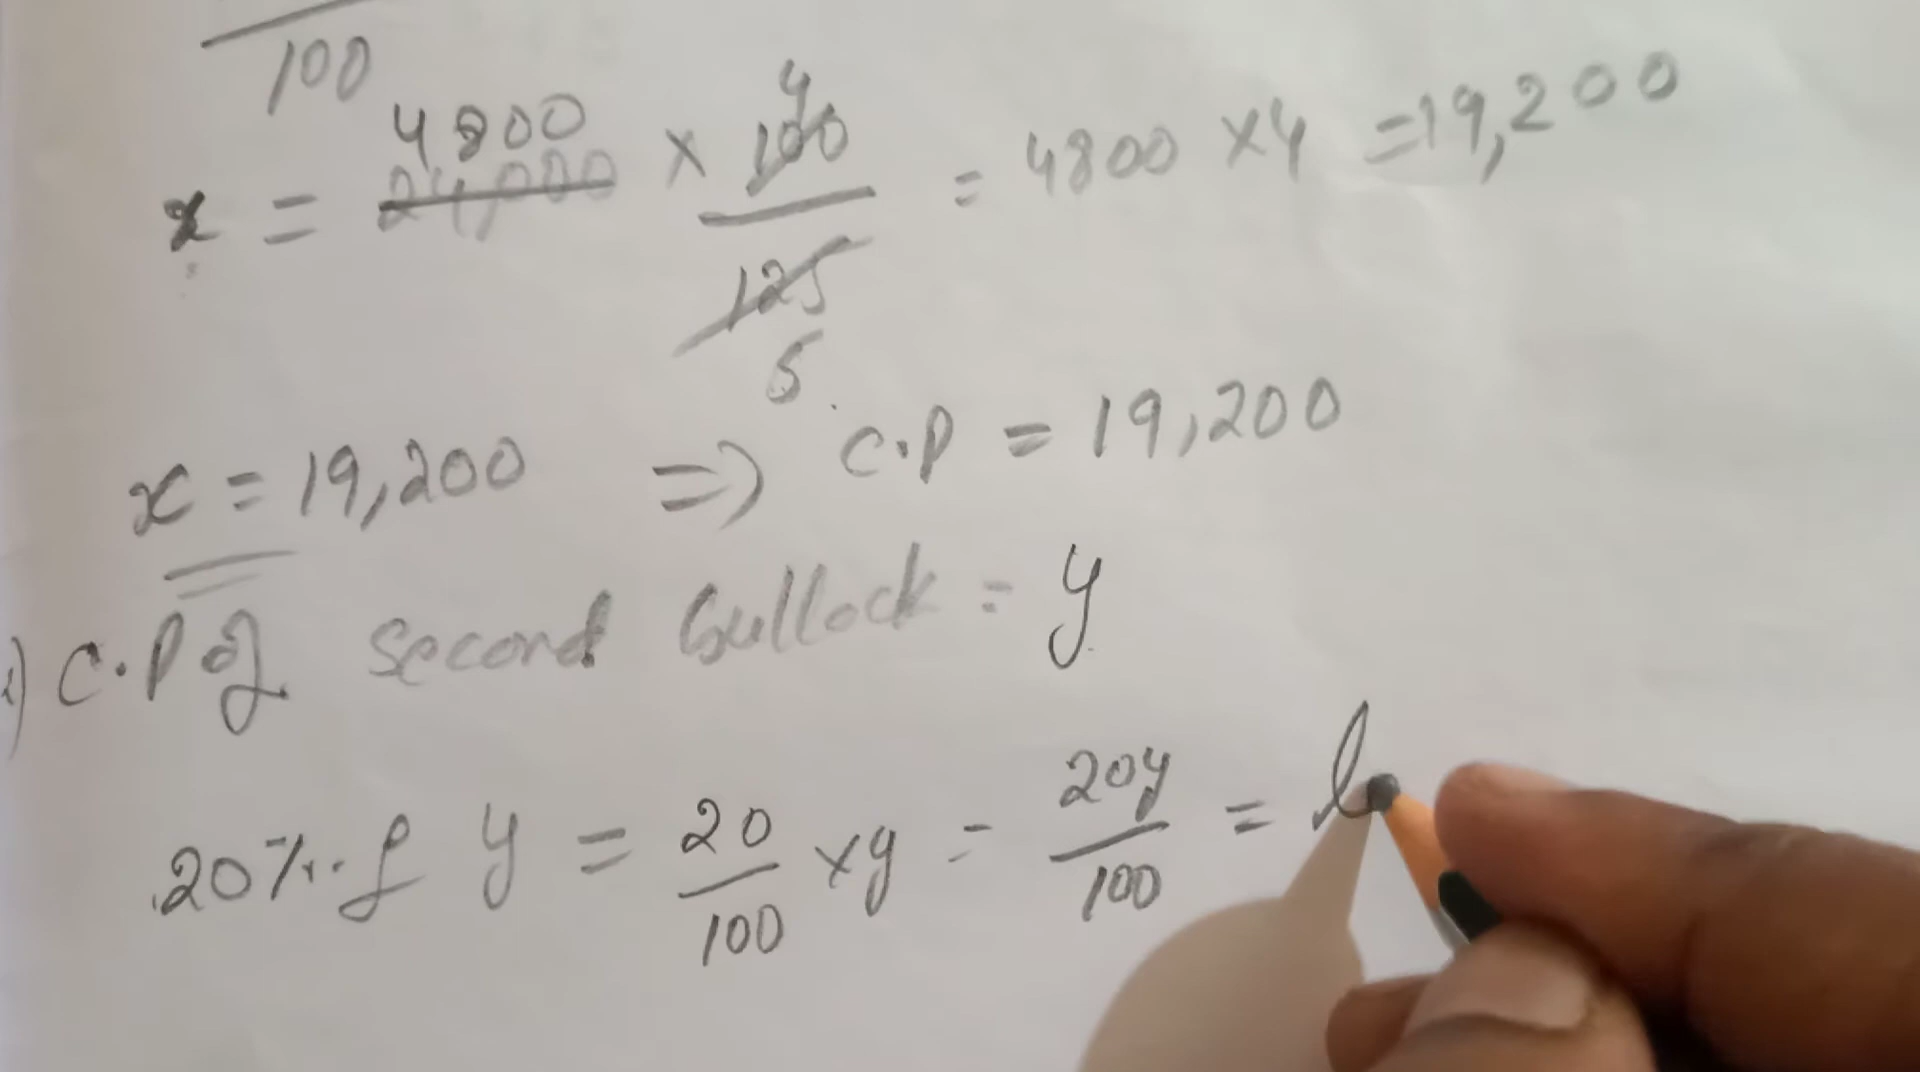 100
x = 4800 24,000 × 4 100 / 125 5 = 4800 × 4 = 19,200
x = 19,200 => C.P = 19,200
) C.P of second bullock = y
20% of y = 20/100 × y = 20y/100 = l